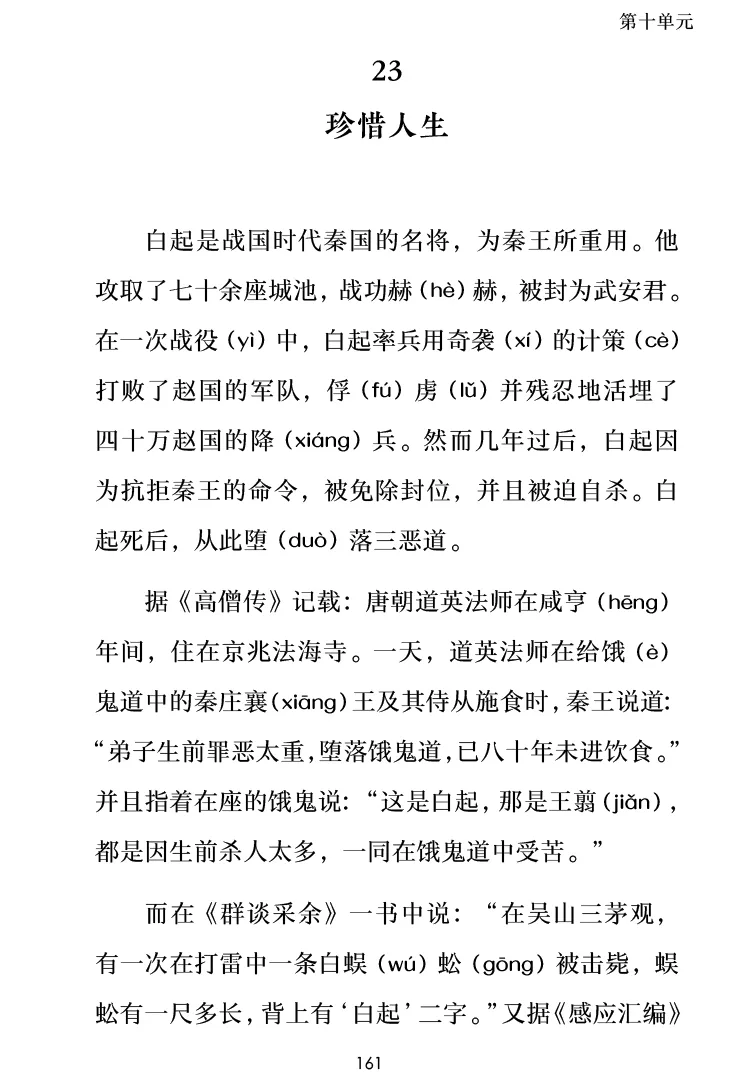 第十单元
23
珍惜人生
白起是战国时代秦国的名将，为秦王所重用。他
攻取了七十余座城池，战功赫（hè）赫，被封为武安君。
在一次战役（yì）中，白起率兵用奇袭（xí）的计策（cè）
打败了赵国的军队，俘（fú）虏（lǔ）并残忍地活埋了
四十万赵国的降（xiáng）兵。然而几年过后，白起因
为抗拒秦王的命令，被免除封位，并且被迫自杀。白
起死后，从此堕（duò）落三恶道。
据《高僧传》记载：唐朝道英法师在咸亨（hēng）
年间，住在京兆法海寺。一天，道英法师在给饿（è）
鬼道中的秦庄襄（xiāng）王及其侍从施食时，秦王说道：
“弟子生前罪恶太重，堕落饿鬼道，已八十年未进饮食。”
并且指着在座的饿鬼说：“这是白起，那是王翦（jiǎn），
都是因生前杀人太多，一同在饿鬼道中受苦。”
而在《群谈采余》一书中说：“在吴山三茅观，
有一次在打雷中一条白蜈（wú）蚣（gōng）被击毙，蜈
蚣有一尺多长，背上有‘白起’二字。”又据《感应汇编》
161